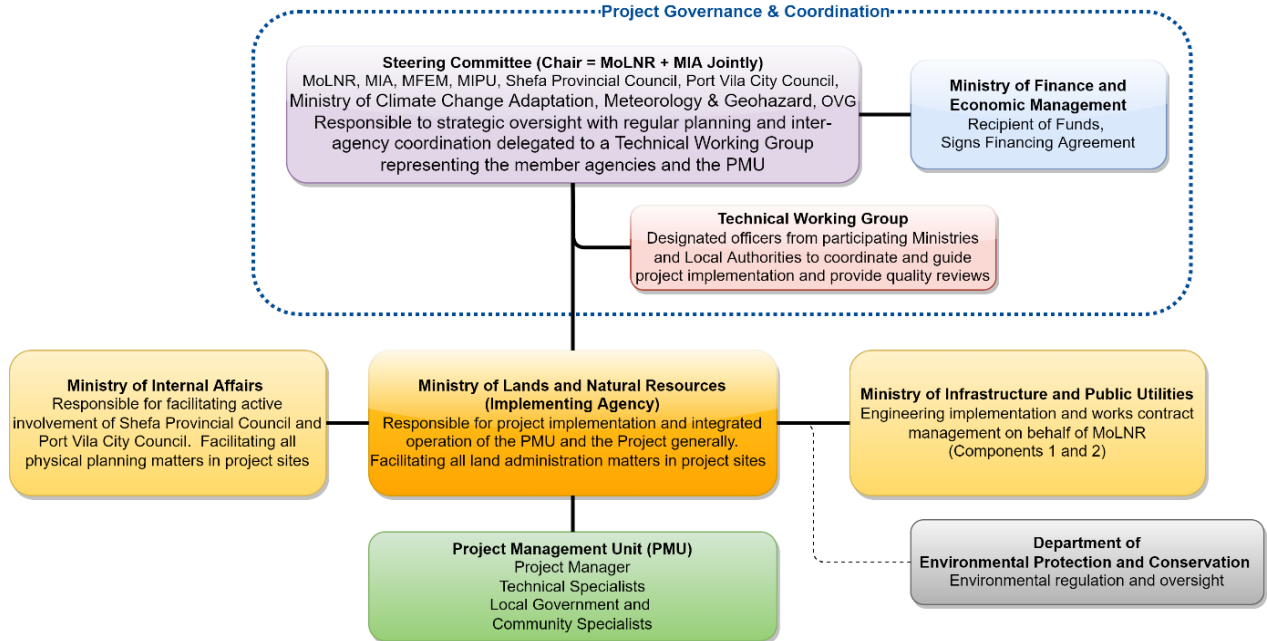 Project Governance & Coordination
Steering Committee (Chair = MoLNR + MIA Jointly)
MoLNR, MIA, MFEM, MIPU, Shefa Provincial Council, Port Vila City Council,
Ministry of Climate Change Adaptation, Meteorology & Geohazard, OVG
Responsible to strategic oversight with regular planning and inter-
agency coordination delegated to a Technical Working Group
representing the member agencies and the PMU
Ministry of Finance and
Economic Management
Recipient of Funds,
Signs Financing Agreement
Technical Working Group
Designated officers from participating Ministries
and Local Authorities to coordinate and guide
project implementation and provide quality reviews
Ministry of Internal Affairs
Responsible for facilitating active
involvement of Shefa Provincial Council and
Port Vila City Council. Facilitating all
physical planning matters in project sites
Ministry of Lands and Natural Resources
(Implementing Agency)
Responsible for project implementation and integrated
operation of the PMU and the Project generally.
Facilitating all land administration matters in project sites
Ministry of Infrastructure and Public Utilities
Engineering implementation and works contract
management on behalf of MoLNR
(Components 1 and 2)
Project Management Unit (PMU)
Project Manager
Technical Specialists
Local Government and
Community Specialists
Department of
Environmental Protection and Conservation
Environmental regulation and oversight